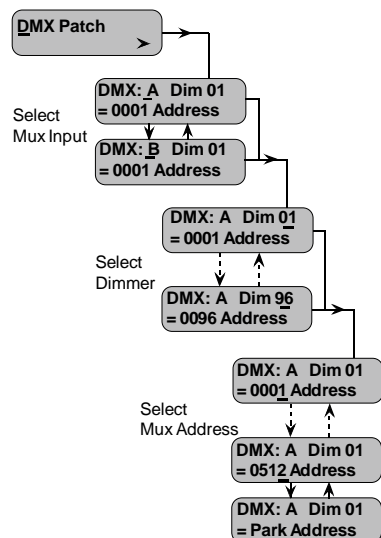 DMX Patch
DMX: A Dim 01
= 0001 Address
Select
Mux Input
DMX: B Dim 01
= 0001 Address
DMX: A Dim 01
= 0001 Address
Select
Dimmer
DMX: A Dim 96
= 0096 Address
DMX: A Dim 01
= 0001 Address
Select
Mux Address
DMX: A Dim 01
= 0512 Address
DMX: A Dim 01
= Park Address